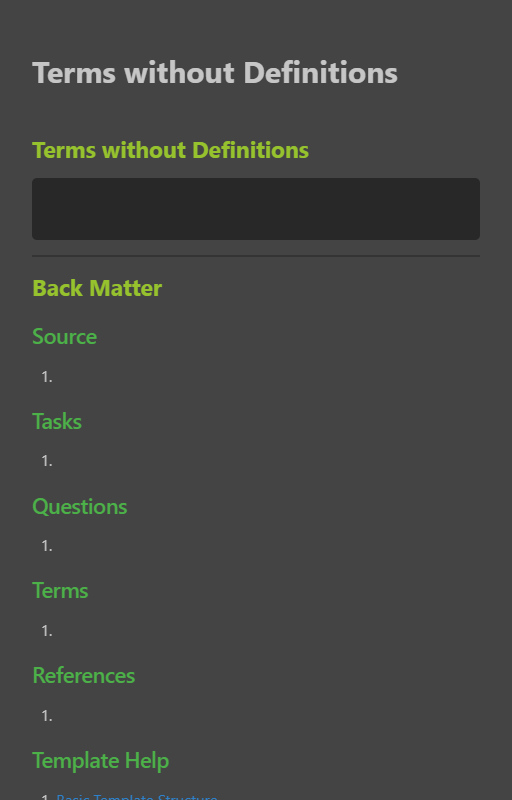 Terms without Definitions
Terms without Definitions
Back Matter
Source
1.
Tasks
1.
Questions
1.
Terms
1.
References
1.
Template Help
1. Basic Template Structure